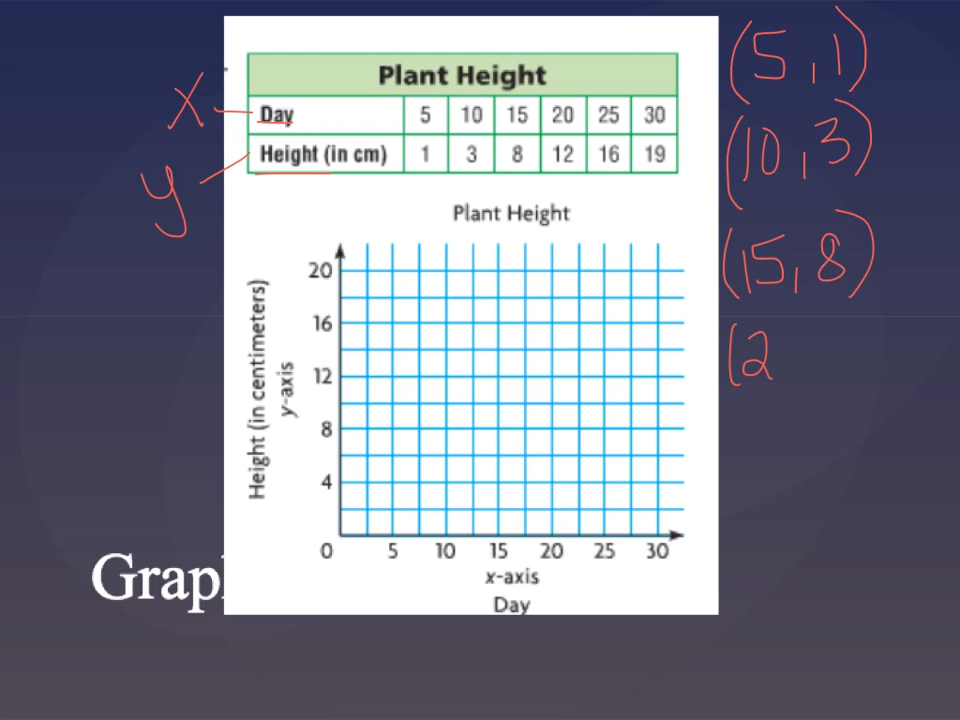 Plant Height
x Day 5 10 15 20 25 30
y Height (in cm) 1 3 8 12 16 19
(5,1)
(10,3)
(15,8)
(2
Plant Height
Height (in centimeters)
y-axis
20
16
12
8
4
0 5 10 15 20 25 30
x-axis
Day
Grap